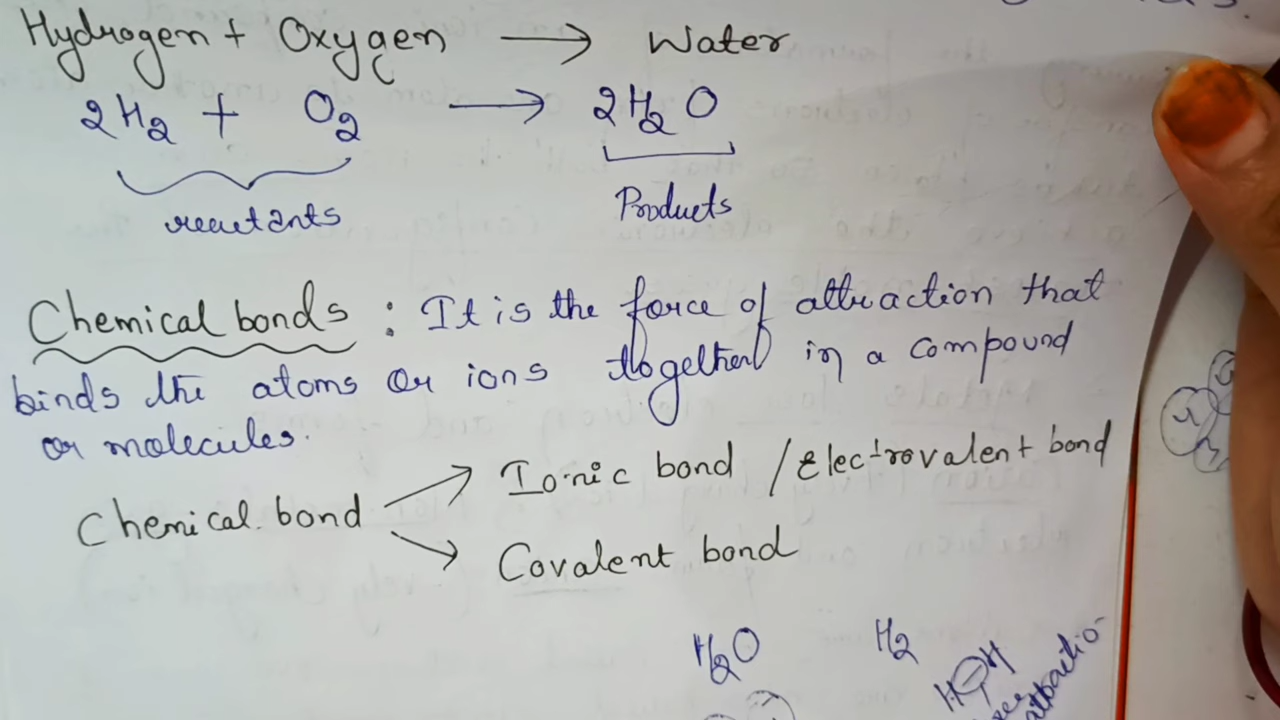 Hydrogen + Oxygen → Water
2H₂ + O₂ → 2H₂O
reactants
Products
Chemical bonds : It is the force of attraction that
binds the atoms or ions together in a compound
or molecules.
Chemical bond
Ionic bond / Electrovalent bond
Covalent bond
H₂O H₂
H H
attractio